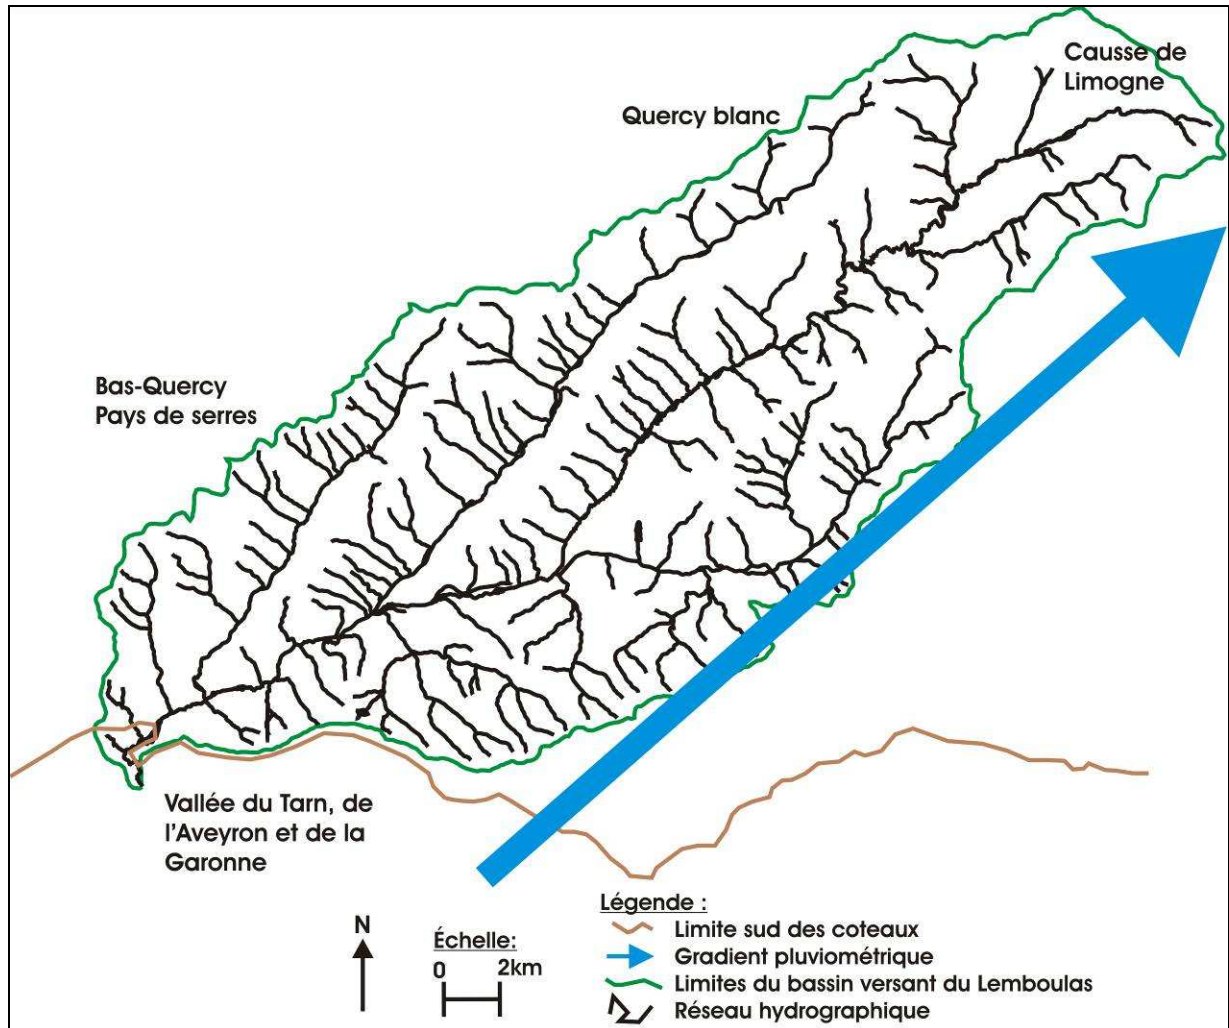 Causse de
Limogne
Quercy blanc
Bas-Quercy
Pays de serres
Vallée du Tarn, de
l'Aveyron et de la
Garonne
N
Échelle:
0 2km
Légende :
Limite sud des coteaux
Gradient pluviométrique
Limites du bassin versant du Lemboulas
Réseau hydrographique